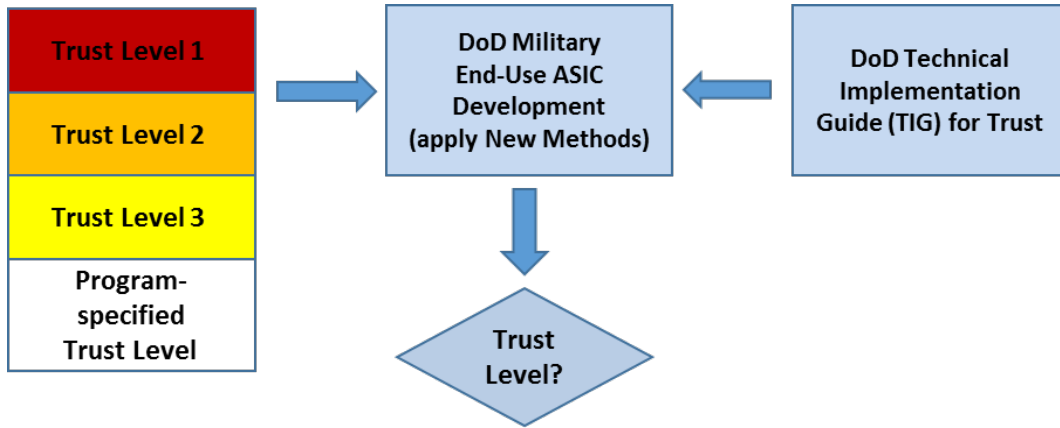 Trust Level 1
Trust Level 2
Trust Level 3
Program-
specified
Trust Level
DoD Military
End-Use ASIC
Development
(apply New Methods)
DoD Technical
Implementation
Guide (TIG) for Trust
Trust
Level?